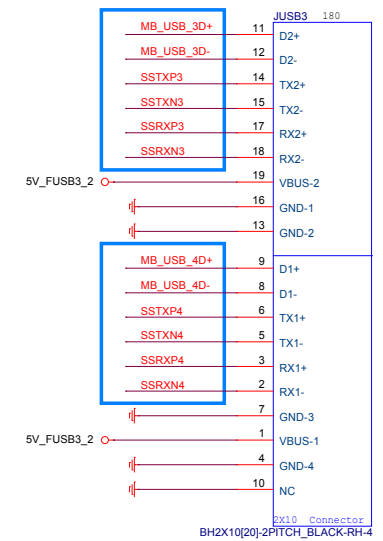 JUSB3 180
MB_USB_3D+ 11 D2+
MB_USB_3D- 12 D2-
SSTXP3 14 TX2+
SSTXN3 15 TX2-
SSRXP3 17 RX2+
SSRXN3 18 RX2-
5V_FUSB3_2 19 VBUS-2
16 GND-1
13 GND-2
MB_USB_4D+ 9 D1+
MB_USB_4D- 8 D1-
SSTXP4 6 TX1+
SSTXN4 5 TX1-
SSRXP4 3 RX1+
SSRXN4 2 RX1-
7 GND-3
5V_FUSB3_2 1 VBUS-1
4 GND-4
10 NC
2X10 Connector
BH2X10[20]-2PITCH_BLACK-RH-4